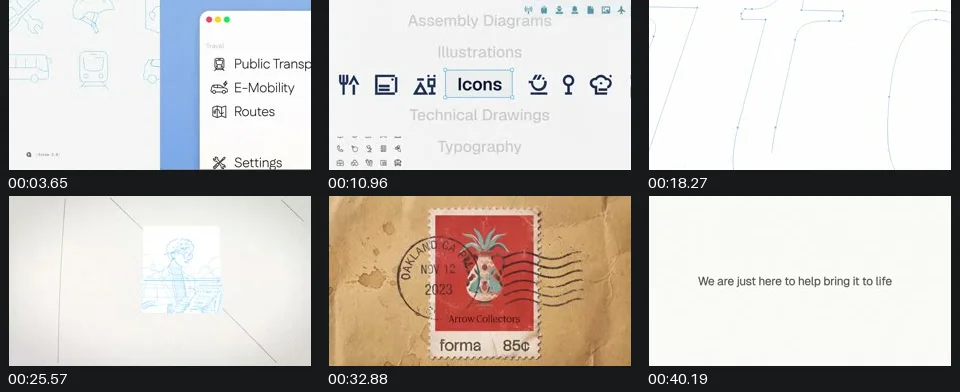 Travel
Public Transp
E-Mobility
Routes
Settings
00:03.65
Assembly Diagrams
Illustrations
Icons
Technical Drawings
Typography
00:10.96
00:18.27
00:25.57
OAKLAND CA
NOV 12
2023
Arrow Collectors
forma 85¢
00:32.88
We are just here to help bring it to life
00:40.19